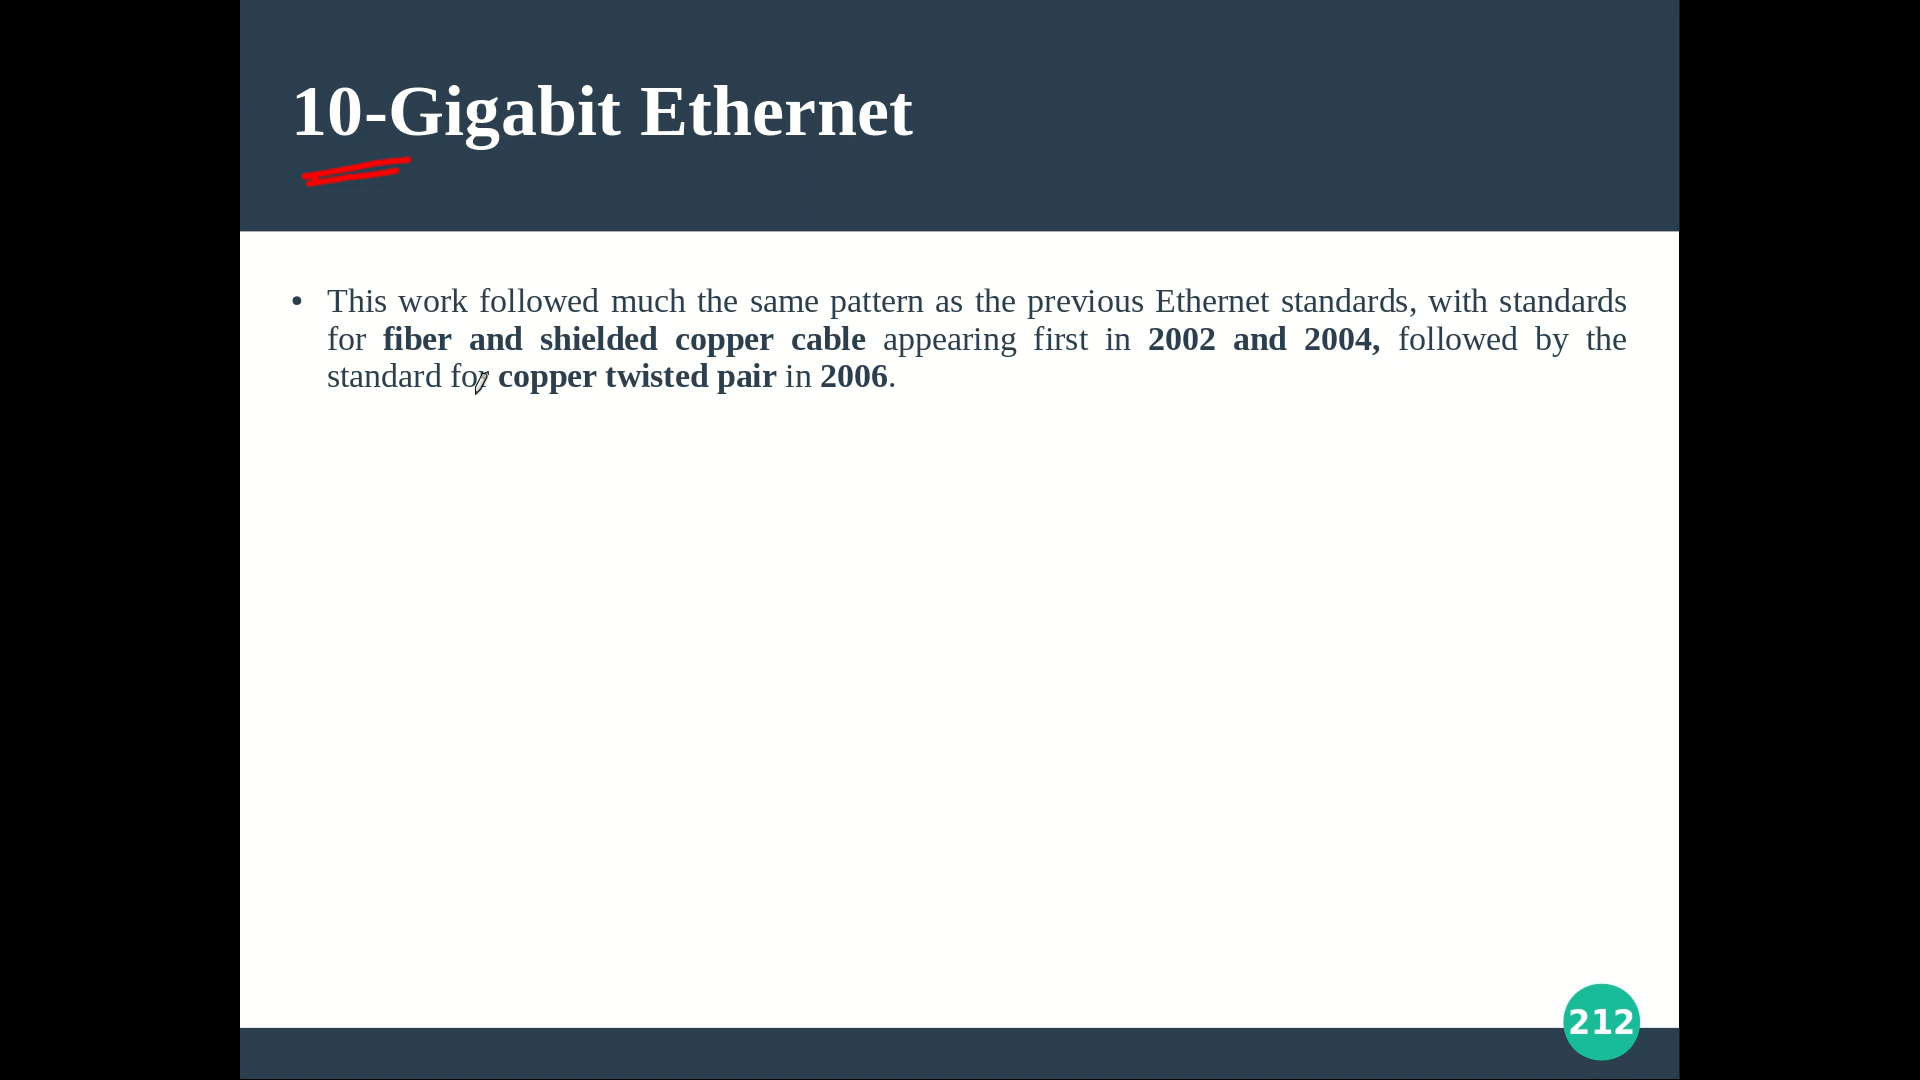 10-Gigabit Ethernet
• This work followed much the same pattern as the previous Ethernet standards, with standards
for fiber and shielded copper cable appearing first in 2002 and 2004, followed by the
standard for copper twisted pair in 2006.
212